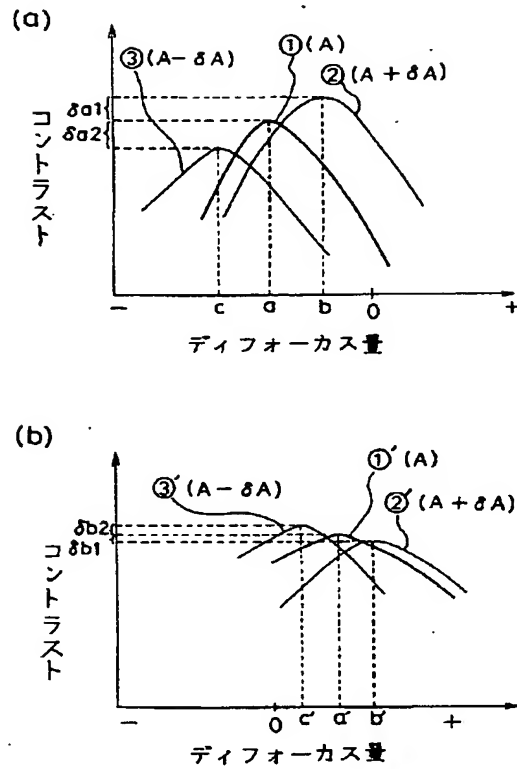 (a)
③(A-δA)
①(A)
②(A+δA)
δa1
δa2
コントラスト
- c a b 0 +
ディフォーカス量
(b)
③'(A-δA)
①'(A)
②'(A+δA)
δb2
δb1
コントラスト
- 0 c' a' b' +
ディフォーカス量